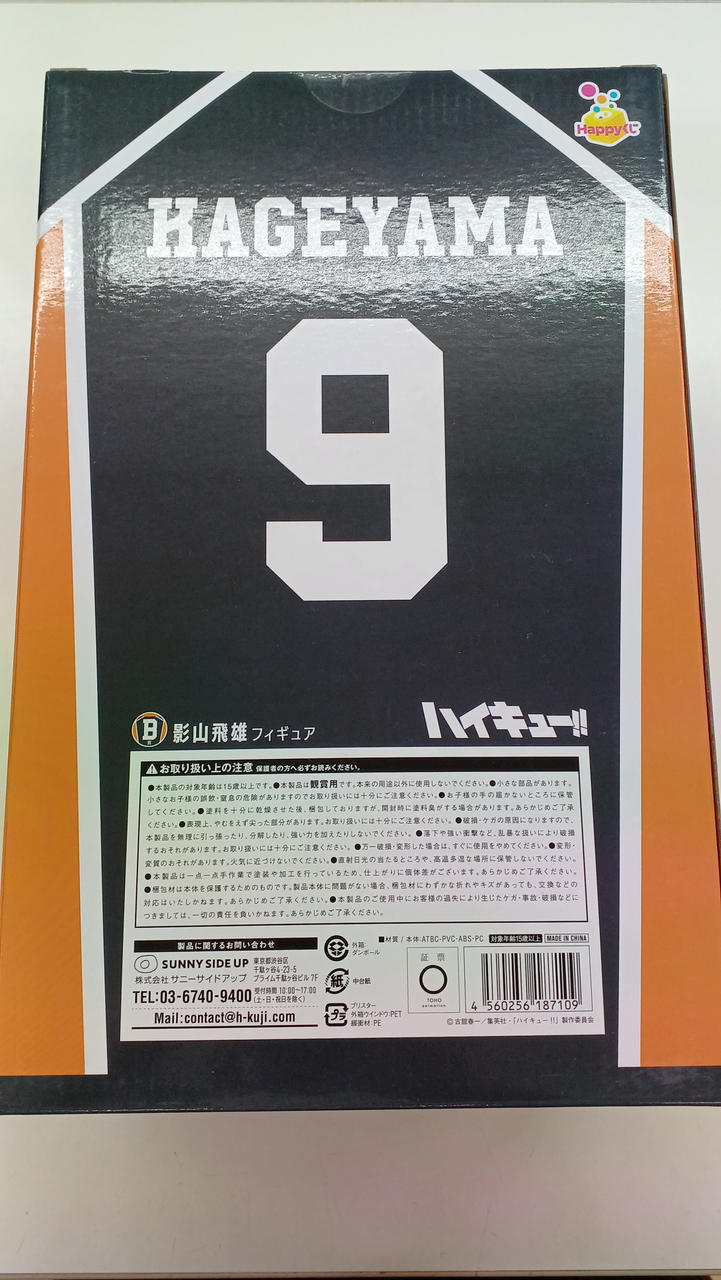 Happyくじ
KAGEYAMA
9
B賞 影山飛雄 フィギュア
ハイキュー!!
お取り扱い上の注意 保護者の方へ必ずお読みください。
●本製品の対象年齢は15歳以上です。●本製品は観賞用です。本来の用途以外に使用しないでください。●小さな部品があります。
小さなお子様の誤飲・窒息の危険がありますのでお取り扱いには十分にご注意ください。●お子様の手の届かないところに保管
してください。●塗料を十分に乾燥させた後、梱包しておりますが、開封時に塗料臭がする場合があります。あらかじめご了承
ください。●表現上、やむをえず尖った部分があります。お取り扱いには十分にご注意ください。●破損・ケガの原因になりますので、
本製品を無理に引っ張ったり、分解したり、強い力を加えたりしないでください。●落下や強い衝撃など、乱暴な扱いにより破損
するおそれがあります。お取り扱いには十分にご注意ください。●万一破損・変形した場合は、すぐに使用をやめてください。●変形・
変質のおそれがあります。火気に近づけないでください。●直射日光の当たるところや、高温多湿な場所に保管しないでください。
●本製品は一点一点手作業で塗装や加工を行っているため、仕上がりに個体差がございます。あらかじめご了承ください。
●梱包材は本体を保護するためのものです。製品本体に問題がない場合、梱包材にわずかな折れやキズがあっても、交換などの
対応はいたしかねます。あらかじめご了承ください。●本製品のご使用中にお客様の過失により生じたケガ・事故・破損などに
つきましては、一切の責任を負いかねます。あらかじめご了承ください。
製品に関するお問い合わせ
SUNNY SIDE UP
株式会社 サニーサイドアップ
東京都渋谷区
千駄ヶ谷4-23-5
プライム千駄ヶ谷ビル 7F
TEL:03-6740-9400 受付時間 10:00〜17:00
(土・日・祝日を除く)
Mail:contact@h-kuji.com
外箱:
ダンボール
紙 中台紙
プラ ブリスター
外箱ウインドウ:PET
緩衝材:PE
■材質 / 本体:ATBC-PVC・ABS・PC 対象年齢15歳以上 MADE IN CHINA
証票
TOHO
animation
4 560256 187109
©古舘春一／集英社・「ハイキュー!!」製作委員会